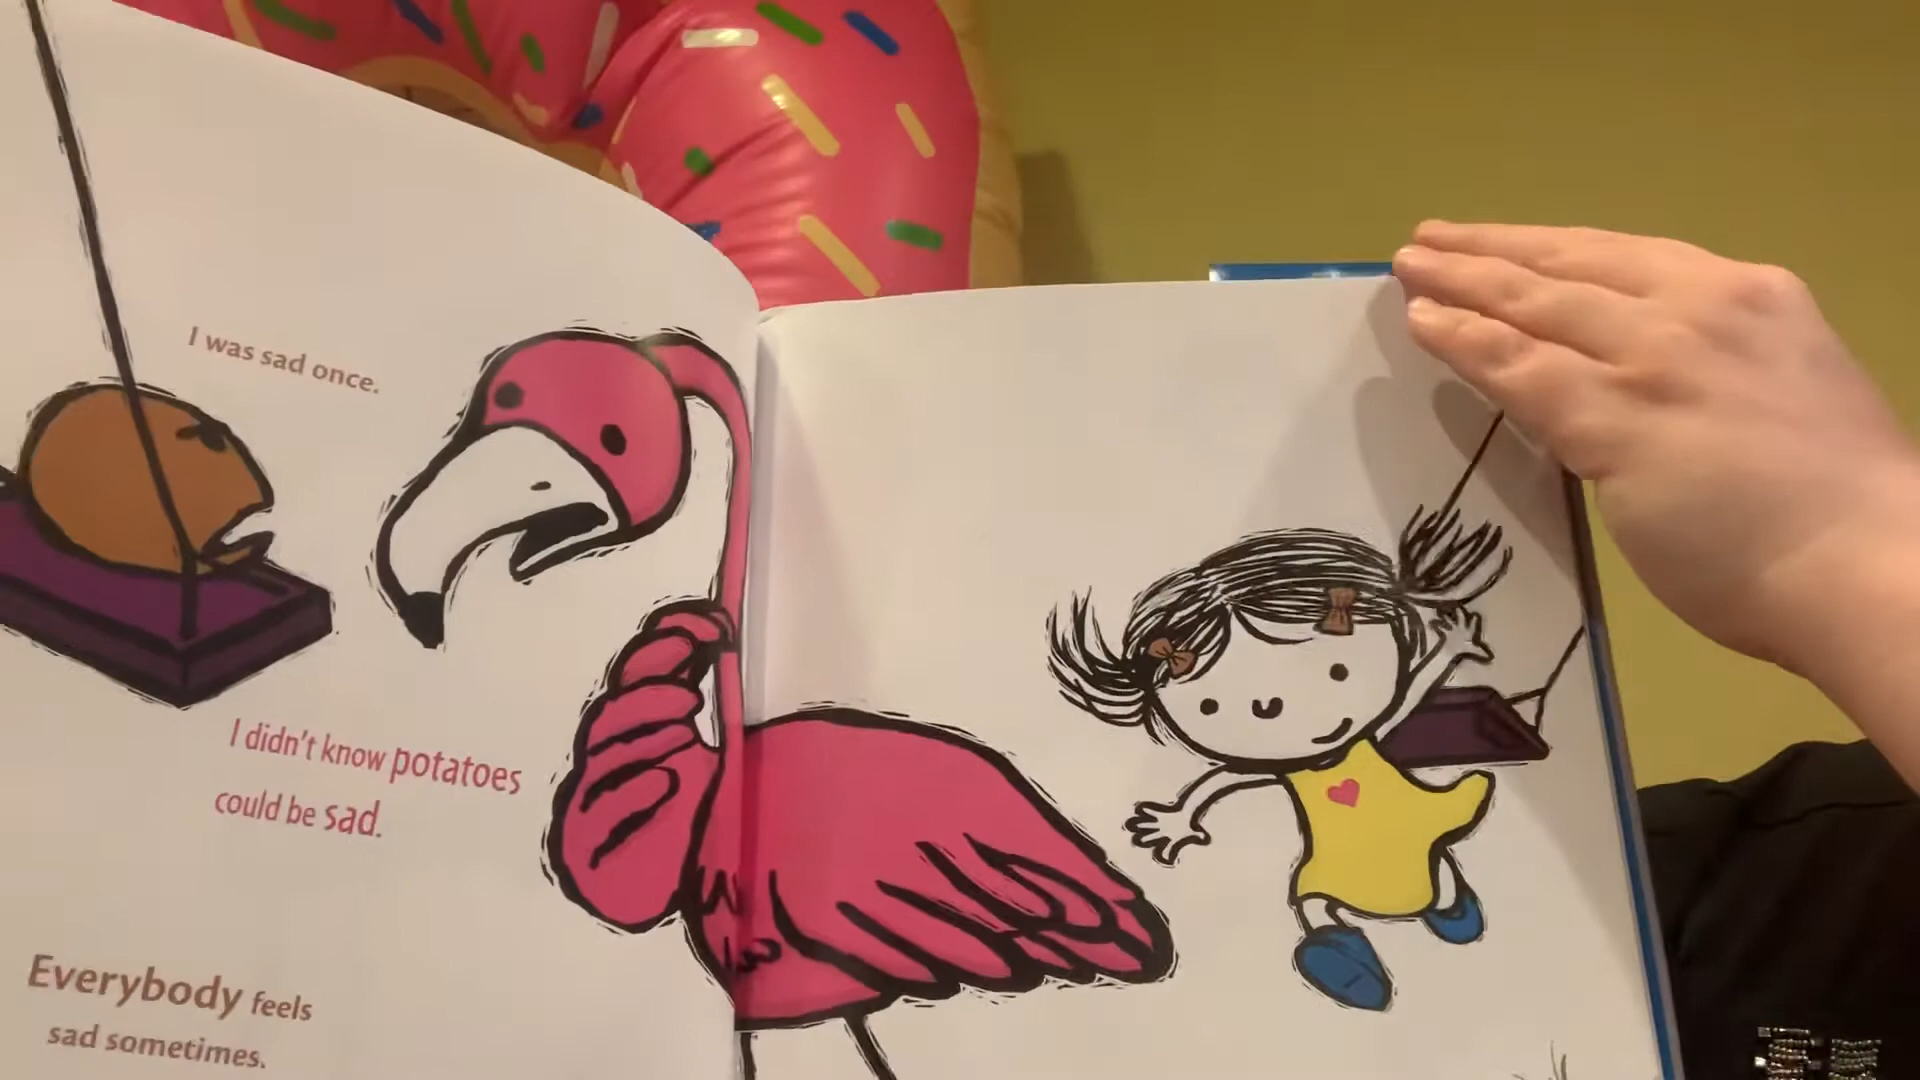 I was sad once.
I didn't know potatoes
could be sad.
Everybody feels
sad sometimes.